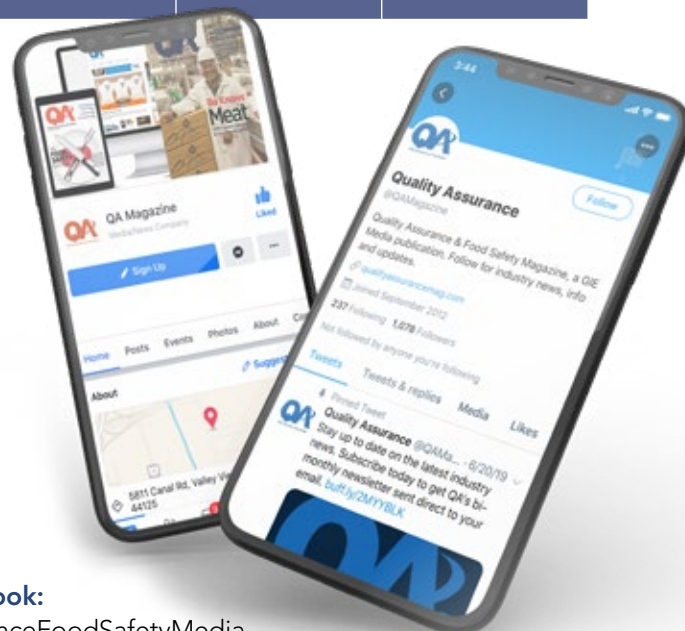 QA
Meat
QA Magazine
Media/News Company
Liked
Sign Up
Home Posts Events Photos About
About
5811 Canal Rd, Valley
44125
3:44
QA
Quality Assurance
@QAMagazine
Follow
Quality Assurance & Food Safety Magazine, a GIE
Media publication. Follow for industry news, info
and updates.
qualityassurancemag.com
Joined September 2012
237 Following 1,078 Followers
Not followed by anyone you're following
Tweets Tweets & replies Media Likes
Pinned Tweet
Quality Assurance @QAMa... · 6/20/19
Stay up to date on the latest industry
news. Subscribe today to get QA's bi-
monthly newsletter sent direct to your
email. buff.ly/2MYYBLK
QA
ook:
nceFoodSafetyMedia